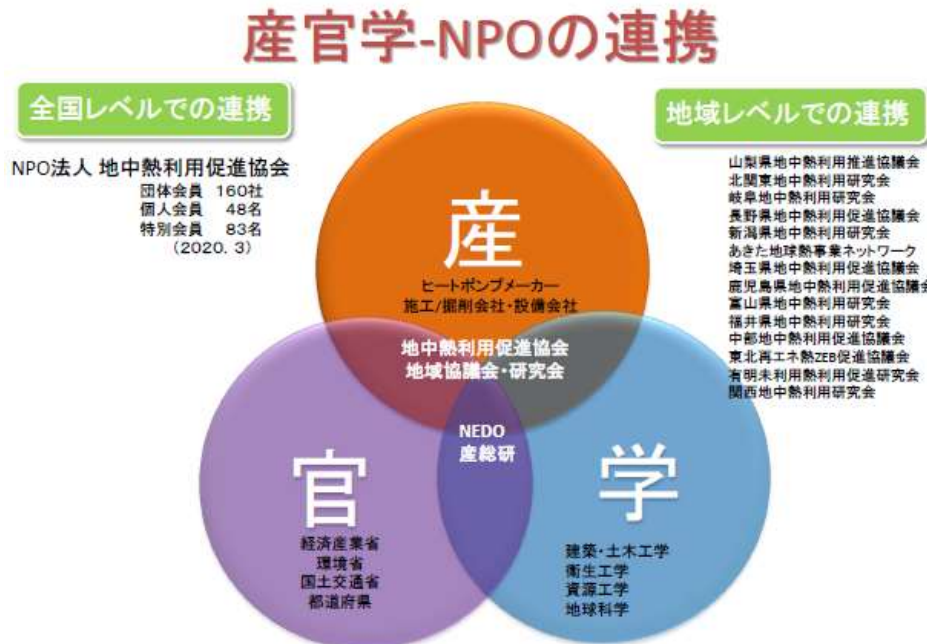 産官学-NPOの連携
全国レベルでの連携
NPO法人 地中熱利用促進協会
団体会員 160社
個人会員 48名
特別会員 83名
(2020. 3)
地域レベルでの連携
山梨県地中熱利用推進協議会
北関東地中熱利用研究会
岐阜地中熱利用研究会
長野県地中熱利用促進協議会
新潟県地中熱利用研究会
あきた地球熱事業ネットワーク
埼玉県地中熱利用促進協議会
鹿児島県地中熱利用促進協議会
富山県地中熱利用研究会
福井県地中熱利用研究会
中部地中熱利用促進協議会
東北再エネ熱ZEB促進協議会
有明未利用熱利用促進研究会
関西地中熱利用研究会
産
ヒートポンプメーカー
施工/掘削会社・設備会社
地中熱利用促進協会
地域協議会・研究会
NEDO
産総研
官
経済産業省
環境省
国土交通省
都道府県
学
建築・土木工学
衛生工学
資源工学
地球科学